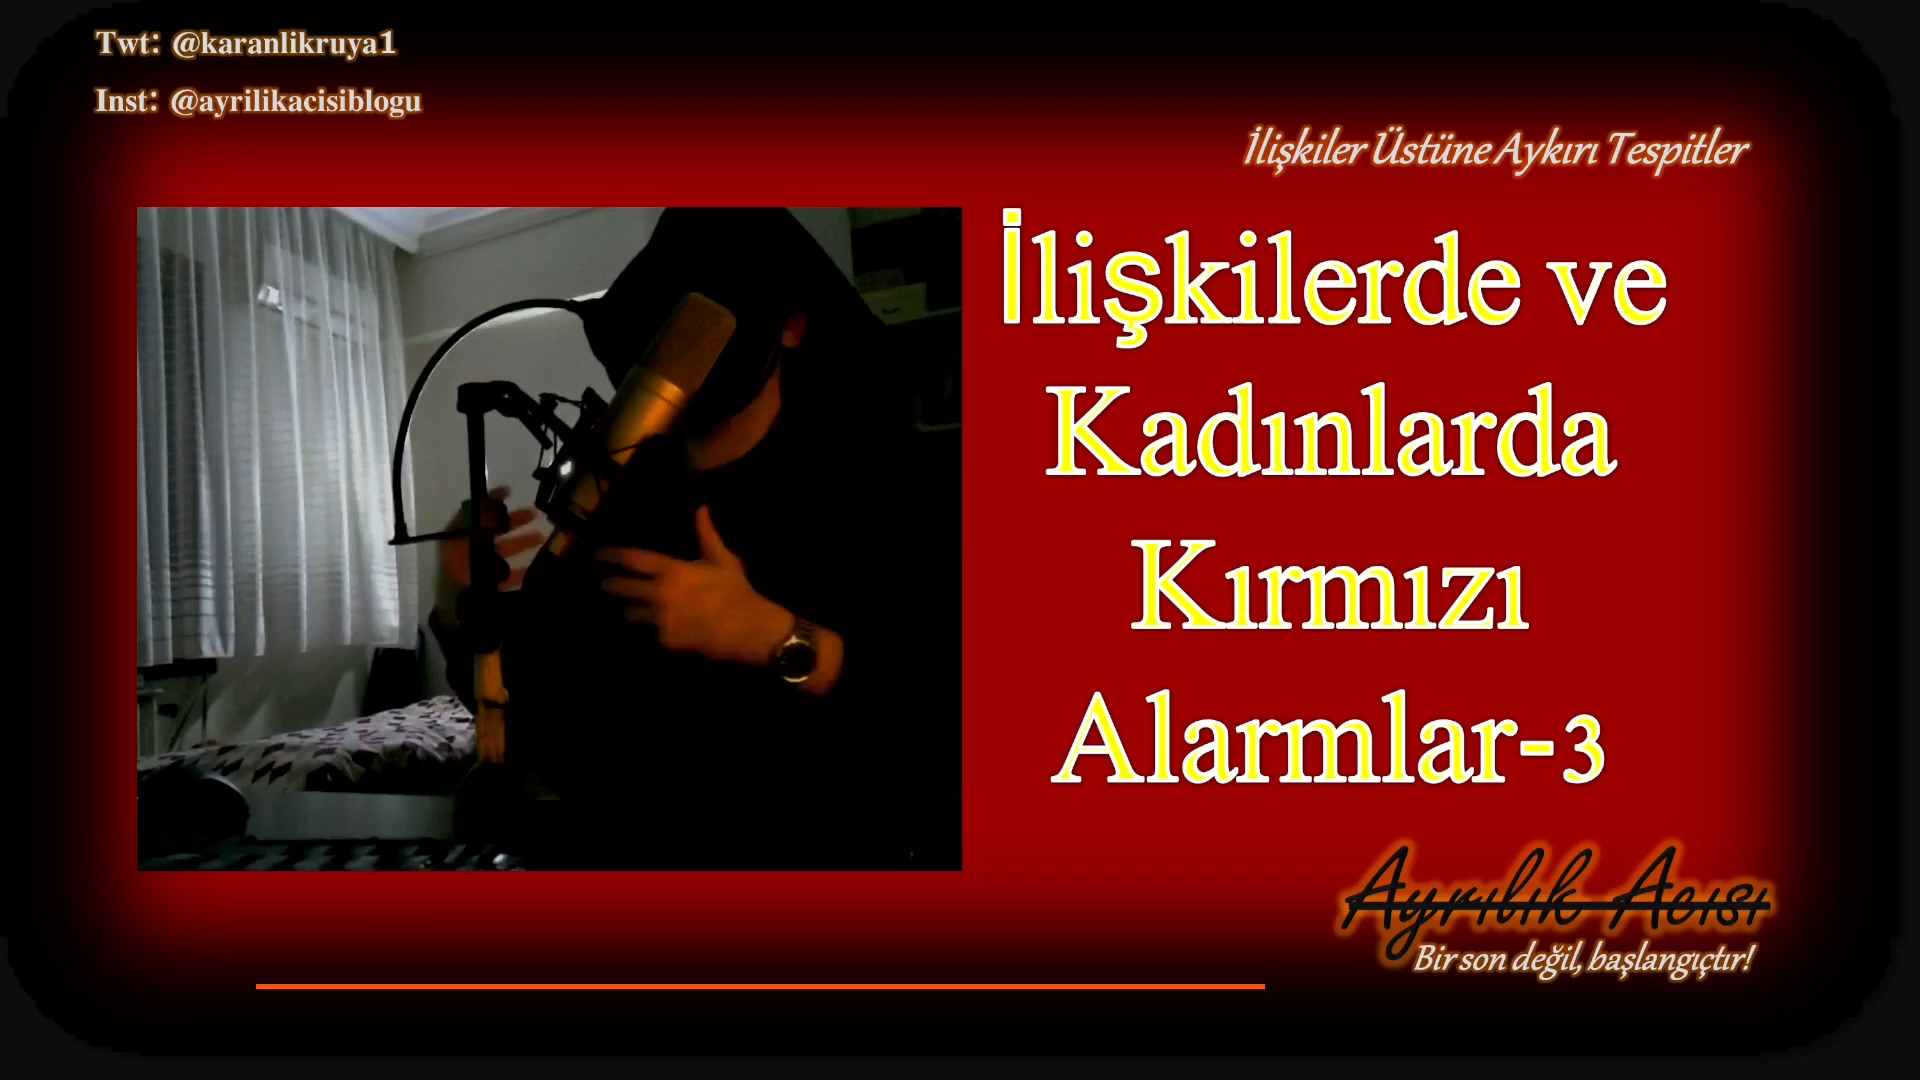 Twt: @karanlikruya1
Inst: @ayrilikacisiblogu
İlişkiler Üstüne Aykırı Tespitler
İlişkilerde ve
Kadınlarda
Kırmızı
Alarmlar-3
Ayrılık Acısı
Bir son değil, başlangıçtır!